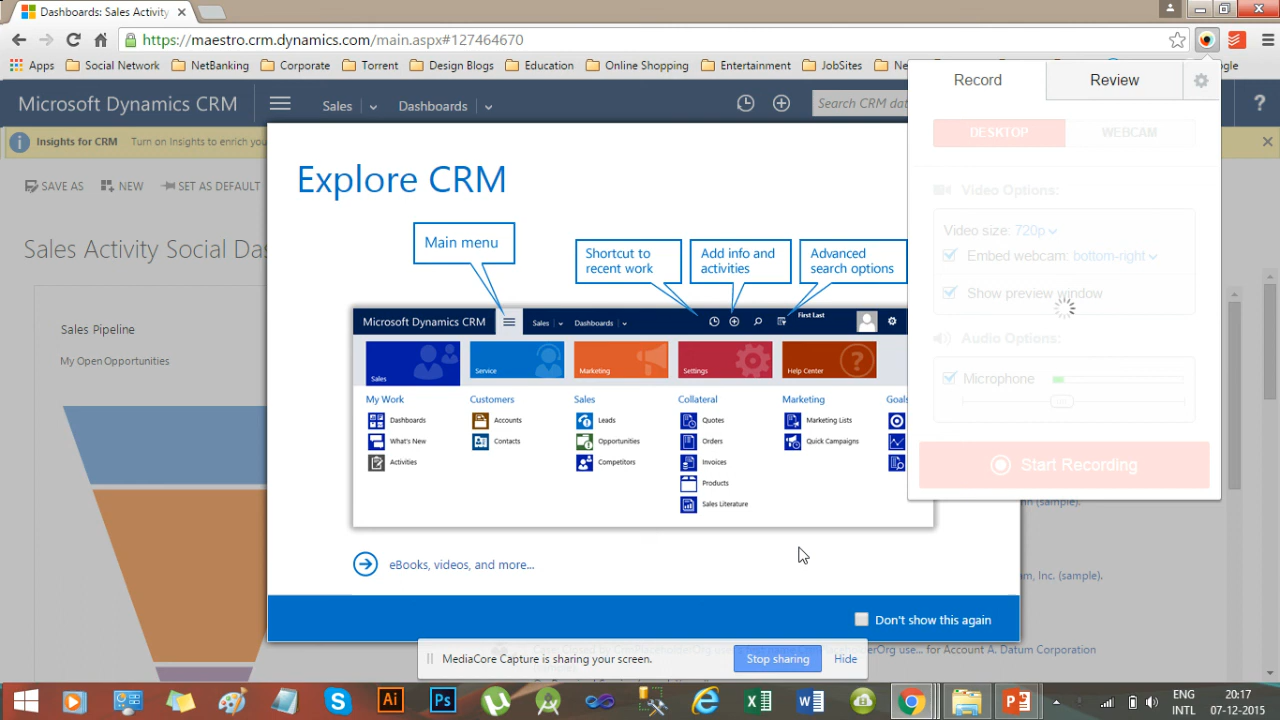 Dashboards: Sales Activity
https://maestro.crm.dynamics.com/main.aspx#127464670
Apps Social Network NetBanking Corporate Torrent Design Blogs Education Online Shopping Entertainment JobSites
Microsoft Dynamics CRM Sales Dashboards Search CRM dat ?
Insights for CRM Turn on Insights to enrich you
SAVE AS NEW SET AS DEFAULT
Sales Activity Social Das
Sales Pipeline
My Open Opportunities
Explore CRM
Main menu
Shortcut to recent work
Add info and activities
Advanced search options
Microsoft Dynamics CRM Sales Dashboards First Last
Sales Service Marketing Settings Help Center
My Work Customers Sales Collateral Marketing Goals
Dashboards Accounts Leads Quotes Marketing Lists
What's New Contacts Opportunities Orders Quick Campaigns
Activities Competitors Invoices
Products
Sales Literature
eBooks, videos, and more...
Don't show this again
Record Review
DESKTOP WEBCAM
Video Options:
Video size: 720p
Embed webcam: bottom-right
Show preview window
Audio Options:
Microphone
Start Recording
(sample).
am, Inc. (sample).
for Account A. Datum Corporation
MediaCore Capture is sharing your screen. Stop sharing Hide
ENG 20:17
INTL 07-12-2015